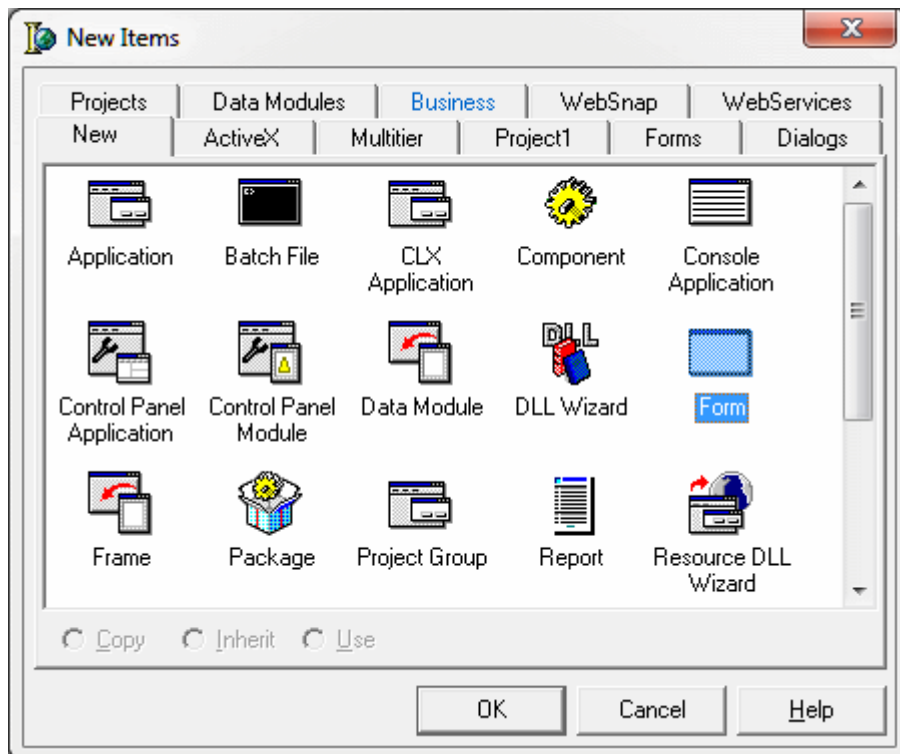 New Items
Projects Data Modules Business WebSnap WebServices
New ActiveX Multitier Project1 Forms Dialogs
Application Batch File CLX Application Component Console Application
DLL
Control Panel Application Control Panel Module Data Module DLL Wizard Form
Frame Package Project Group Report Resource DLL Wizard
Copy Inherit Use
OK Cancel Help